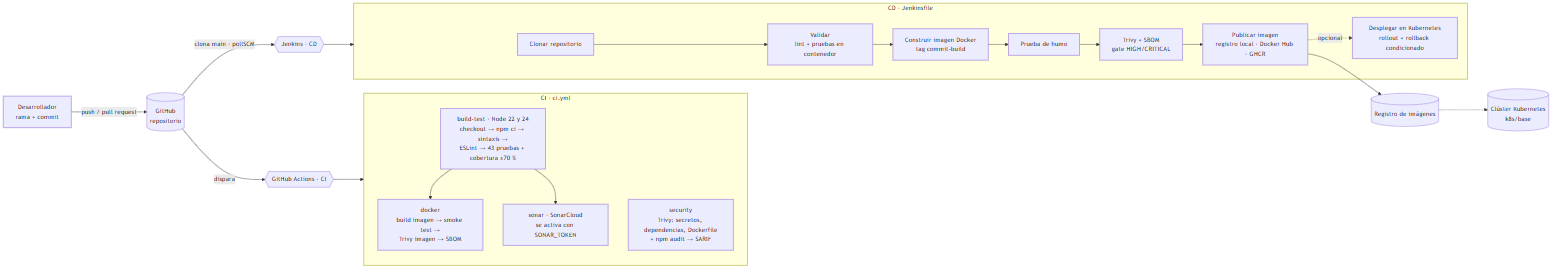 CD - Jenkinsfile
Clonar repositorio
Validar
lint + pruebas en
contenedor
Construir imagen Docker
tag commit-build
Prueba de humo
Trivy + SBOM
gate HIGH/CRITICAL
Publicar imagen
registro local - Docker Hub
- GHCR
opcional
Desplegar en Kubernetes
rollout + rollback
condicionado
clona main - pollSCM
Jenkins - CD
Desarrollador
rama + commit
push / pull request
GitHub
repositorio
dispara
GitHub Actions - CI
CI - ci.yml
build-test - Node 22 y 24
checkout → npm ci →
sintaxis →
ESLint → 43 pruebas +
cobertura ≥70 %
docker
build imagen → smoke
test →
Trivy imagen → SBOM
sonar - SonarCloud
se activa con
SONAR_TOKEN
security
Trivy: secretos,
dependencias, Dockerfile
+ npm audit → SARIF
Registro de imágenes
Clúster Kubernetes
k8s/base